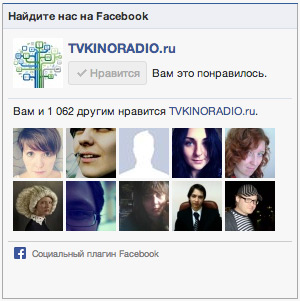 Найдите нас на Facebook
TVKINORADIO.ru
Нравится Вам это понравилось.
Вам и 1 062 другим нравится TVKINORADIO.ru.
Социальный плагин Facebook